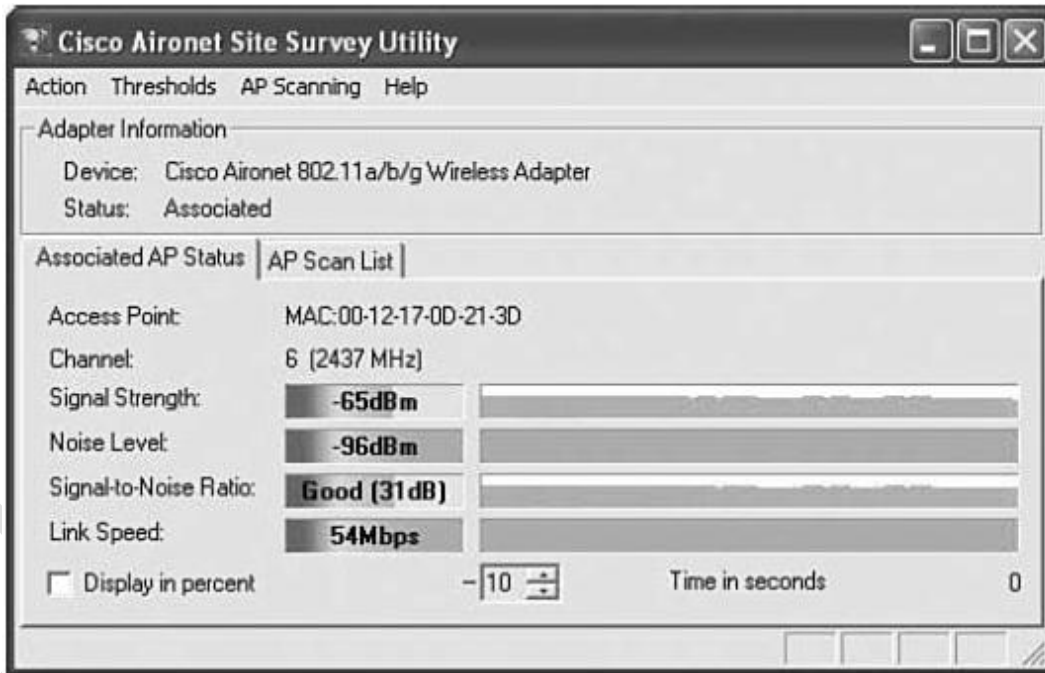 Cisco Aironet Site Survey Utility
Action Thresholds AP Scanning Help
Adapter Information
Device: Cisco Aironet 802.11a/b/g Wireless Adapter
Status: Associated
Associated AP Status AP Scan List
Access Point: MAC:00-12-17-0D-21-3D
Channel: 6 (2437 MHz)
Signal Strength: -65dBm
Noise Level: -96dBm
Signal-to-Noise Ratio: Good (31dB)
Link Speed: 54Mbps
Display in percent -10 Time in seconds 0